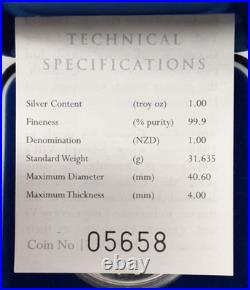 TECHNICAL
SPECIFICATIONS
Silver Content (troy oz) 1.00
Fineness (% purity) 99.9
Denomination (NZD) 1.00
Standard Weight (g) 31.635
Maximum Diameter (mm) 40.60
Maximum Thickness (mm) 4.00
Coin No 05658